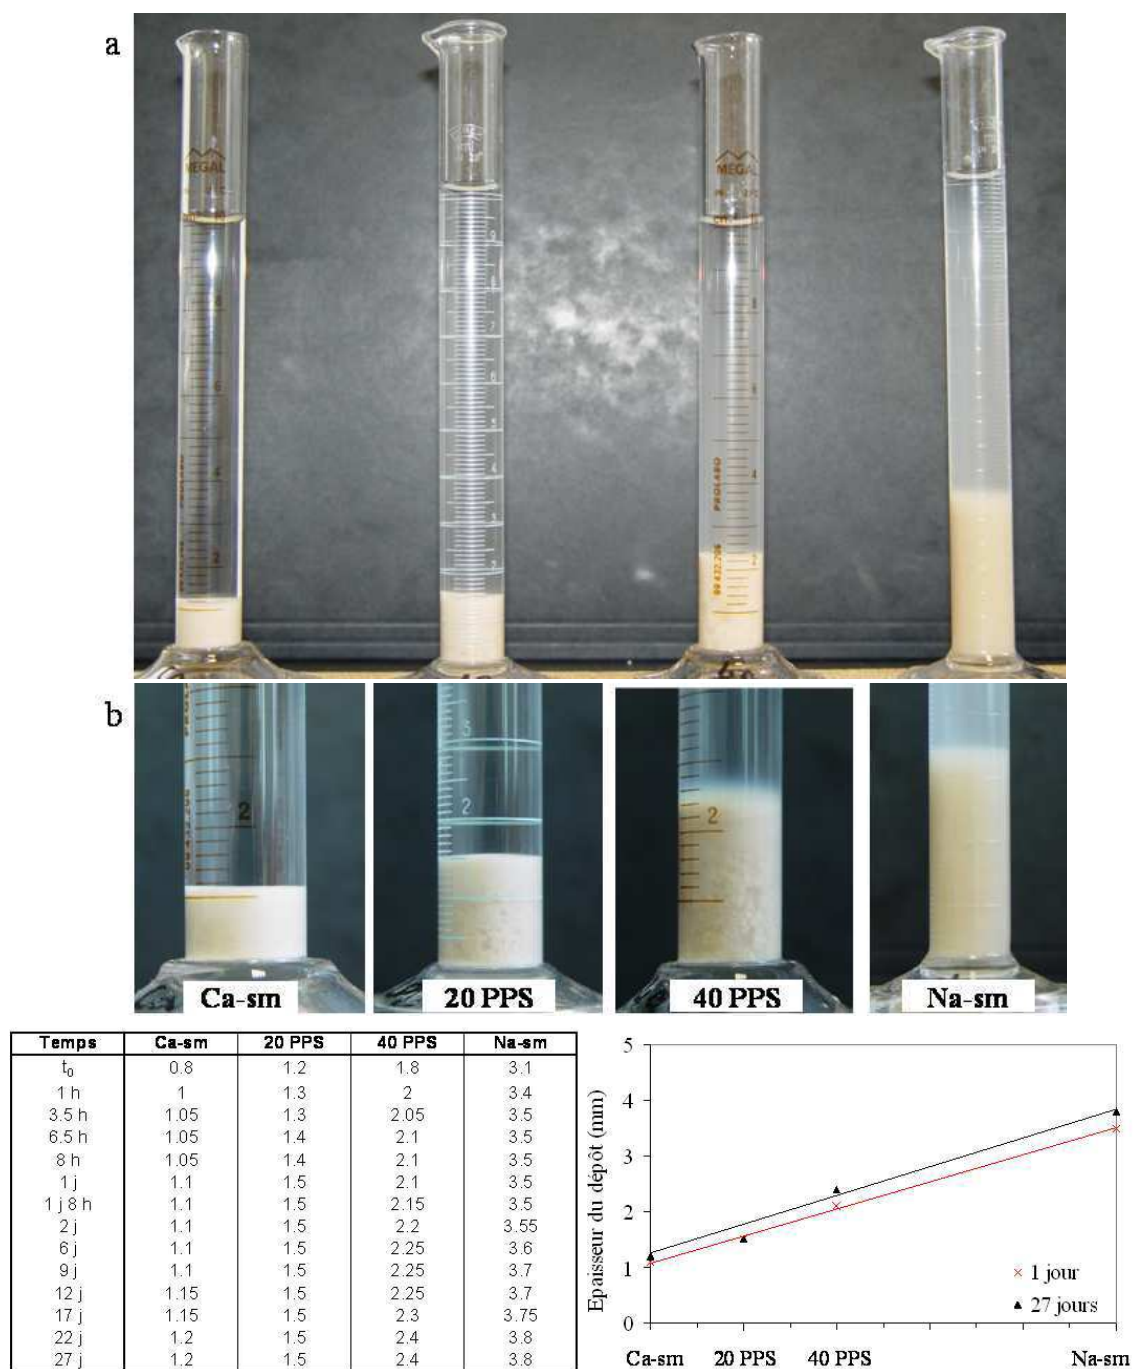 a
MEGAL
MEGAL
PROLABO
PROLABO
99.432.206
b
99.432.206
Ca-sm
20 PPS
40 PPS
Na-sm
Temps Ca-sm 20 PPS 40 PPS Na-sm
t₀ 0.8 1.2 1.8 3.1
1 h 1 1.3 2 3.4
3.5 h 1.05 1.3 2.05 3.5
6.5 h 1.05 1.4 2.1 3.5
8 h 1.05 1.4 2.1 3.5
1 j 1.1 1.5 2.1 3.5
1 j 8 h 1.1 1.5 2.15 3.5
2 j 1.1 1.5 2.2 3.55
6 j 1.1 1.5 2.25 3.6
9 j 1.1 1.5 2.25 3.7
12 j 1.15 1.5 2.25 3.7
17 j 1.15 1.5 2.3 3.75
22 j 1.2 1.5 2.4 3.8
27 j 1.2 1.5 2.4 3.8
Epaisseur du dépôt (mm)
5
4
3
2
1
0
× 1 jour
▲ 27 jours
Ca-sm 20 PPS 40 PPS Na-sm